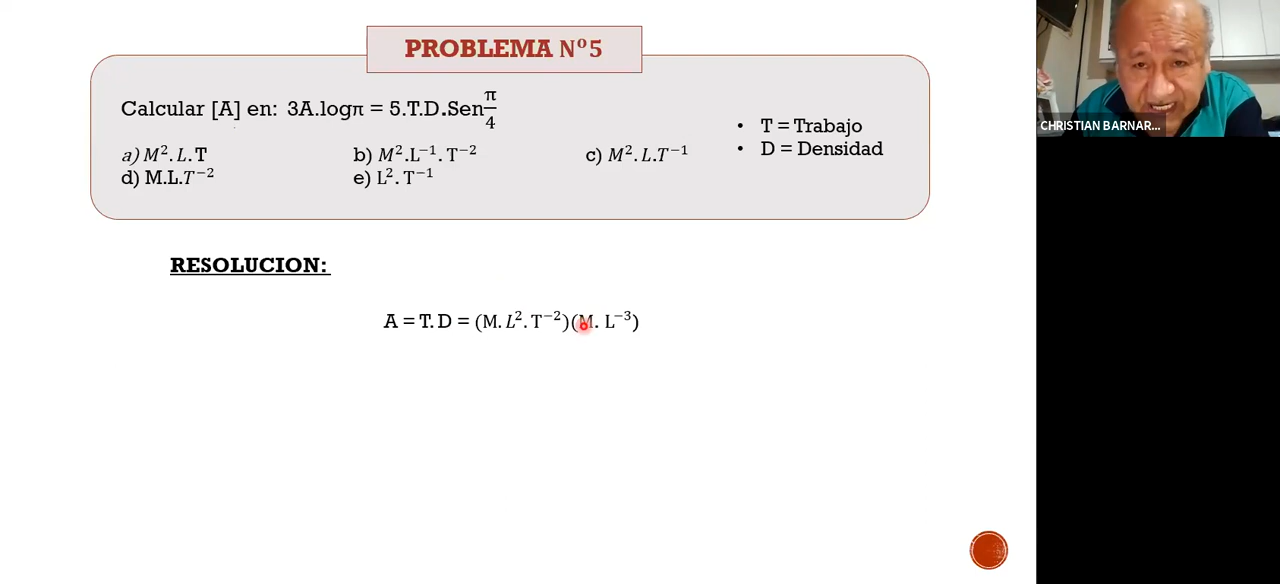 PROBLEMA Nº5
Calcular [A] en: 3A.logπ = 5.T.D.Sen π/4
• T = Trabajo
• D = Densidad
a) M². L. T
b) M².L⁻¹. T⁻²
c) M². L.T⁻¹
d) M.L.T⁻²
e) L². T⁻¹
RESOLUCION:
A = T. D = (M. L². T⁻²)(M. L⁻³)
CHRISTIAN BARNAR...